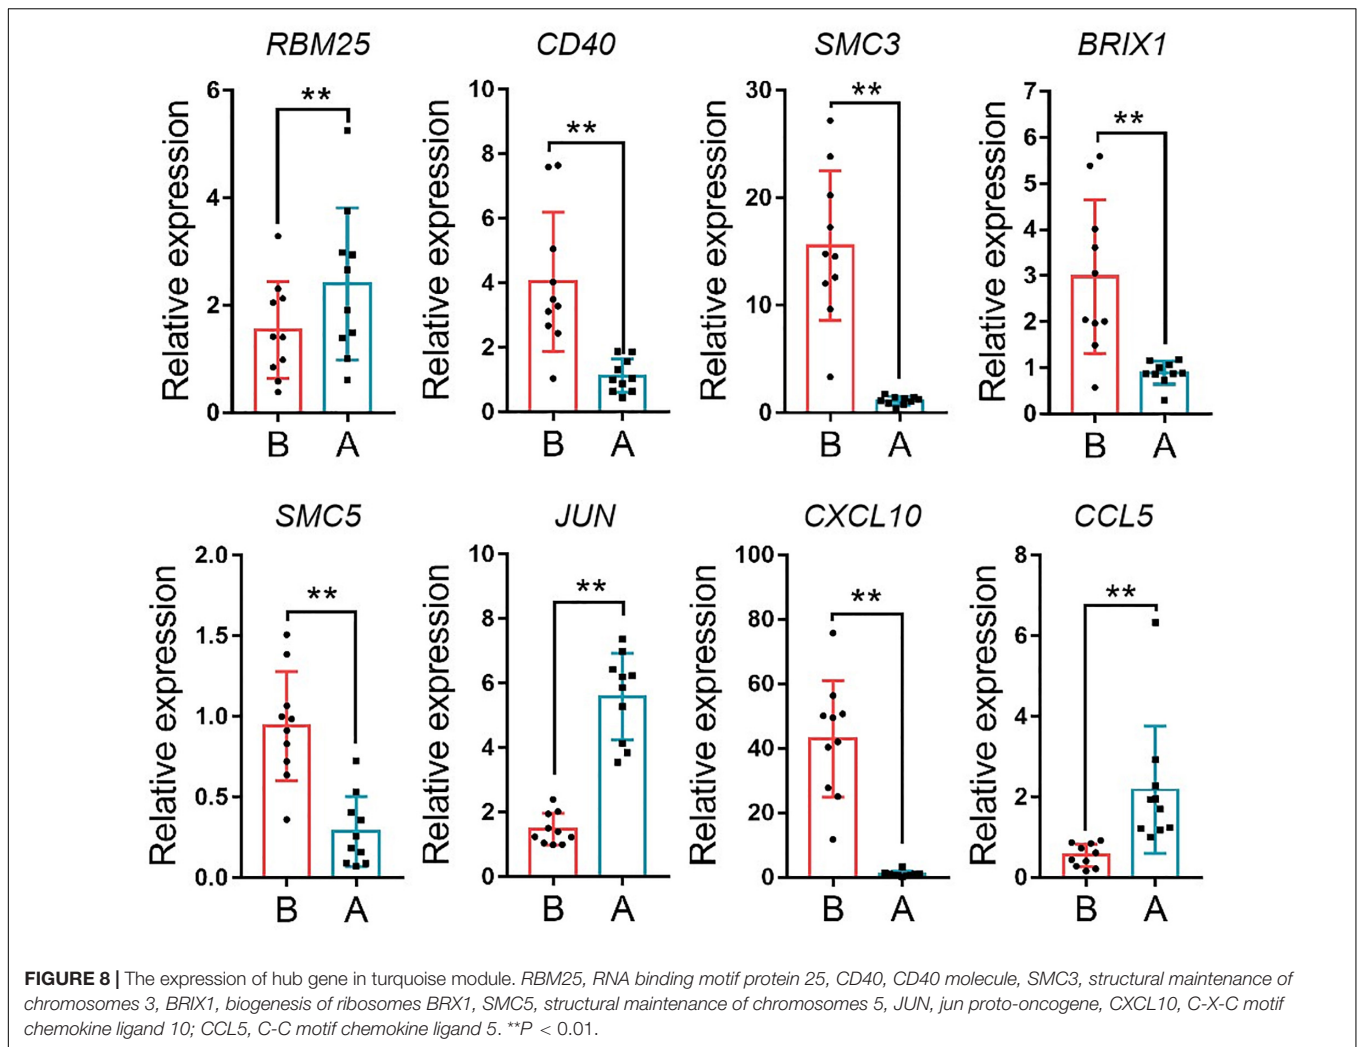 RBM25
CD40
SMC3
BRIX1
Relative expression
6
4
2
0
**
B
A
Relative expression
10
8
6
4
2
0
**
B
A
Relative expression
30
20
10
0
**
B
A
Relative expression
7
6
5
4
3
2
1
0
**
B
A
SMC5
JUN
CXCL10
CCL5
Relative expression
2.0
1.5
1.0
0.5
0.0
**
B
A
Relative expression
10
8
6
4
2
0
**
B
A
Relative expression
100
80
60
40
20
0
**
B
A
Relative expression
8
6
4
2
0
**
B
A
FIGURE 8 | The expression of hub gene in turquoise module. RBM25, RNA binding motif protein 25, CD40, CD40 molecule, SMC3, structural maintenance of
chromosomes 3, BRIX1, biogenesis of ribosomes BRX1, SMC5, structural maintenance of chromosomes 5, JUN, jun proto-oncogene, CXCL10, C-X-C motif
chemokine ligand 10; CCL5, C-C motif chemokine ligand 5. **P < 0.01.